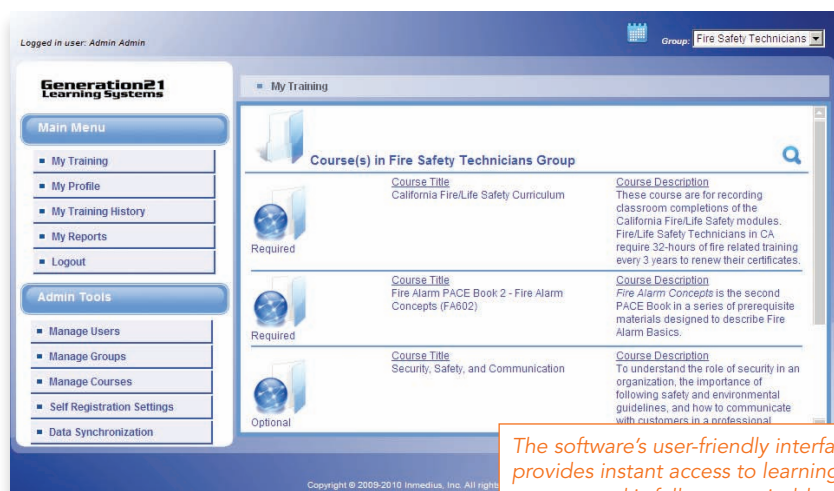 Logged in user: Admin Admin
Group: Fire Safety Technicians
Generation21
Learning Systems
My Training
Main Menu
My Training
My Profile
My Training History
My Reports
Logout
Admin Tools
Manage Users
Manage Groups
Manage Courses
Self Registration Settings
Data Synchronization
Course(s) in Fire Safety Technicians Group
Required
Course Title
California Fire/Life Safety Curriculum
Course Description
These course are for recording
classroom completions of the
California Fire/Life Safety modules.
Fire/Life Safety Technicians in CA
require 32-hours of fire related training
every 3 years to renew their certificates.
Required
Course Title
Fire Alarm PACE Book 2 - Fire Alarm
Concepts (FA602)
Course Description
Fire Alarm Concepts is the second
PACE Book in a series of prerequisite
materials designed to describe Fire
Alarm Basics.
Optional
Course Title
Security, Safety, and Communication
Course Description
To understand the role of security in an
organization, the importance of
following safety and environmental
guidelines, and how to communicate
with customers in a professional
Copyright © 2009-2010 Inmedius, Inc. All
The software's user-friendly
provides instant access to learning